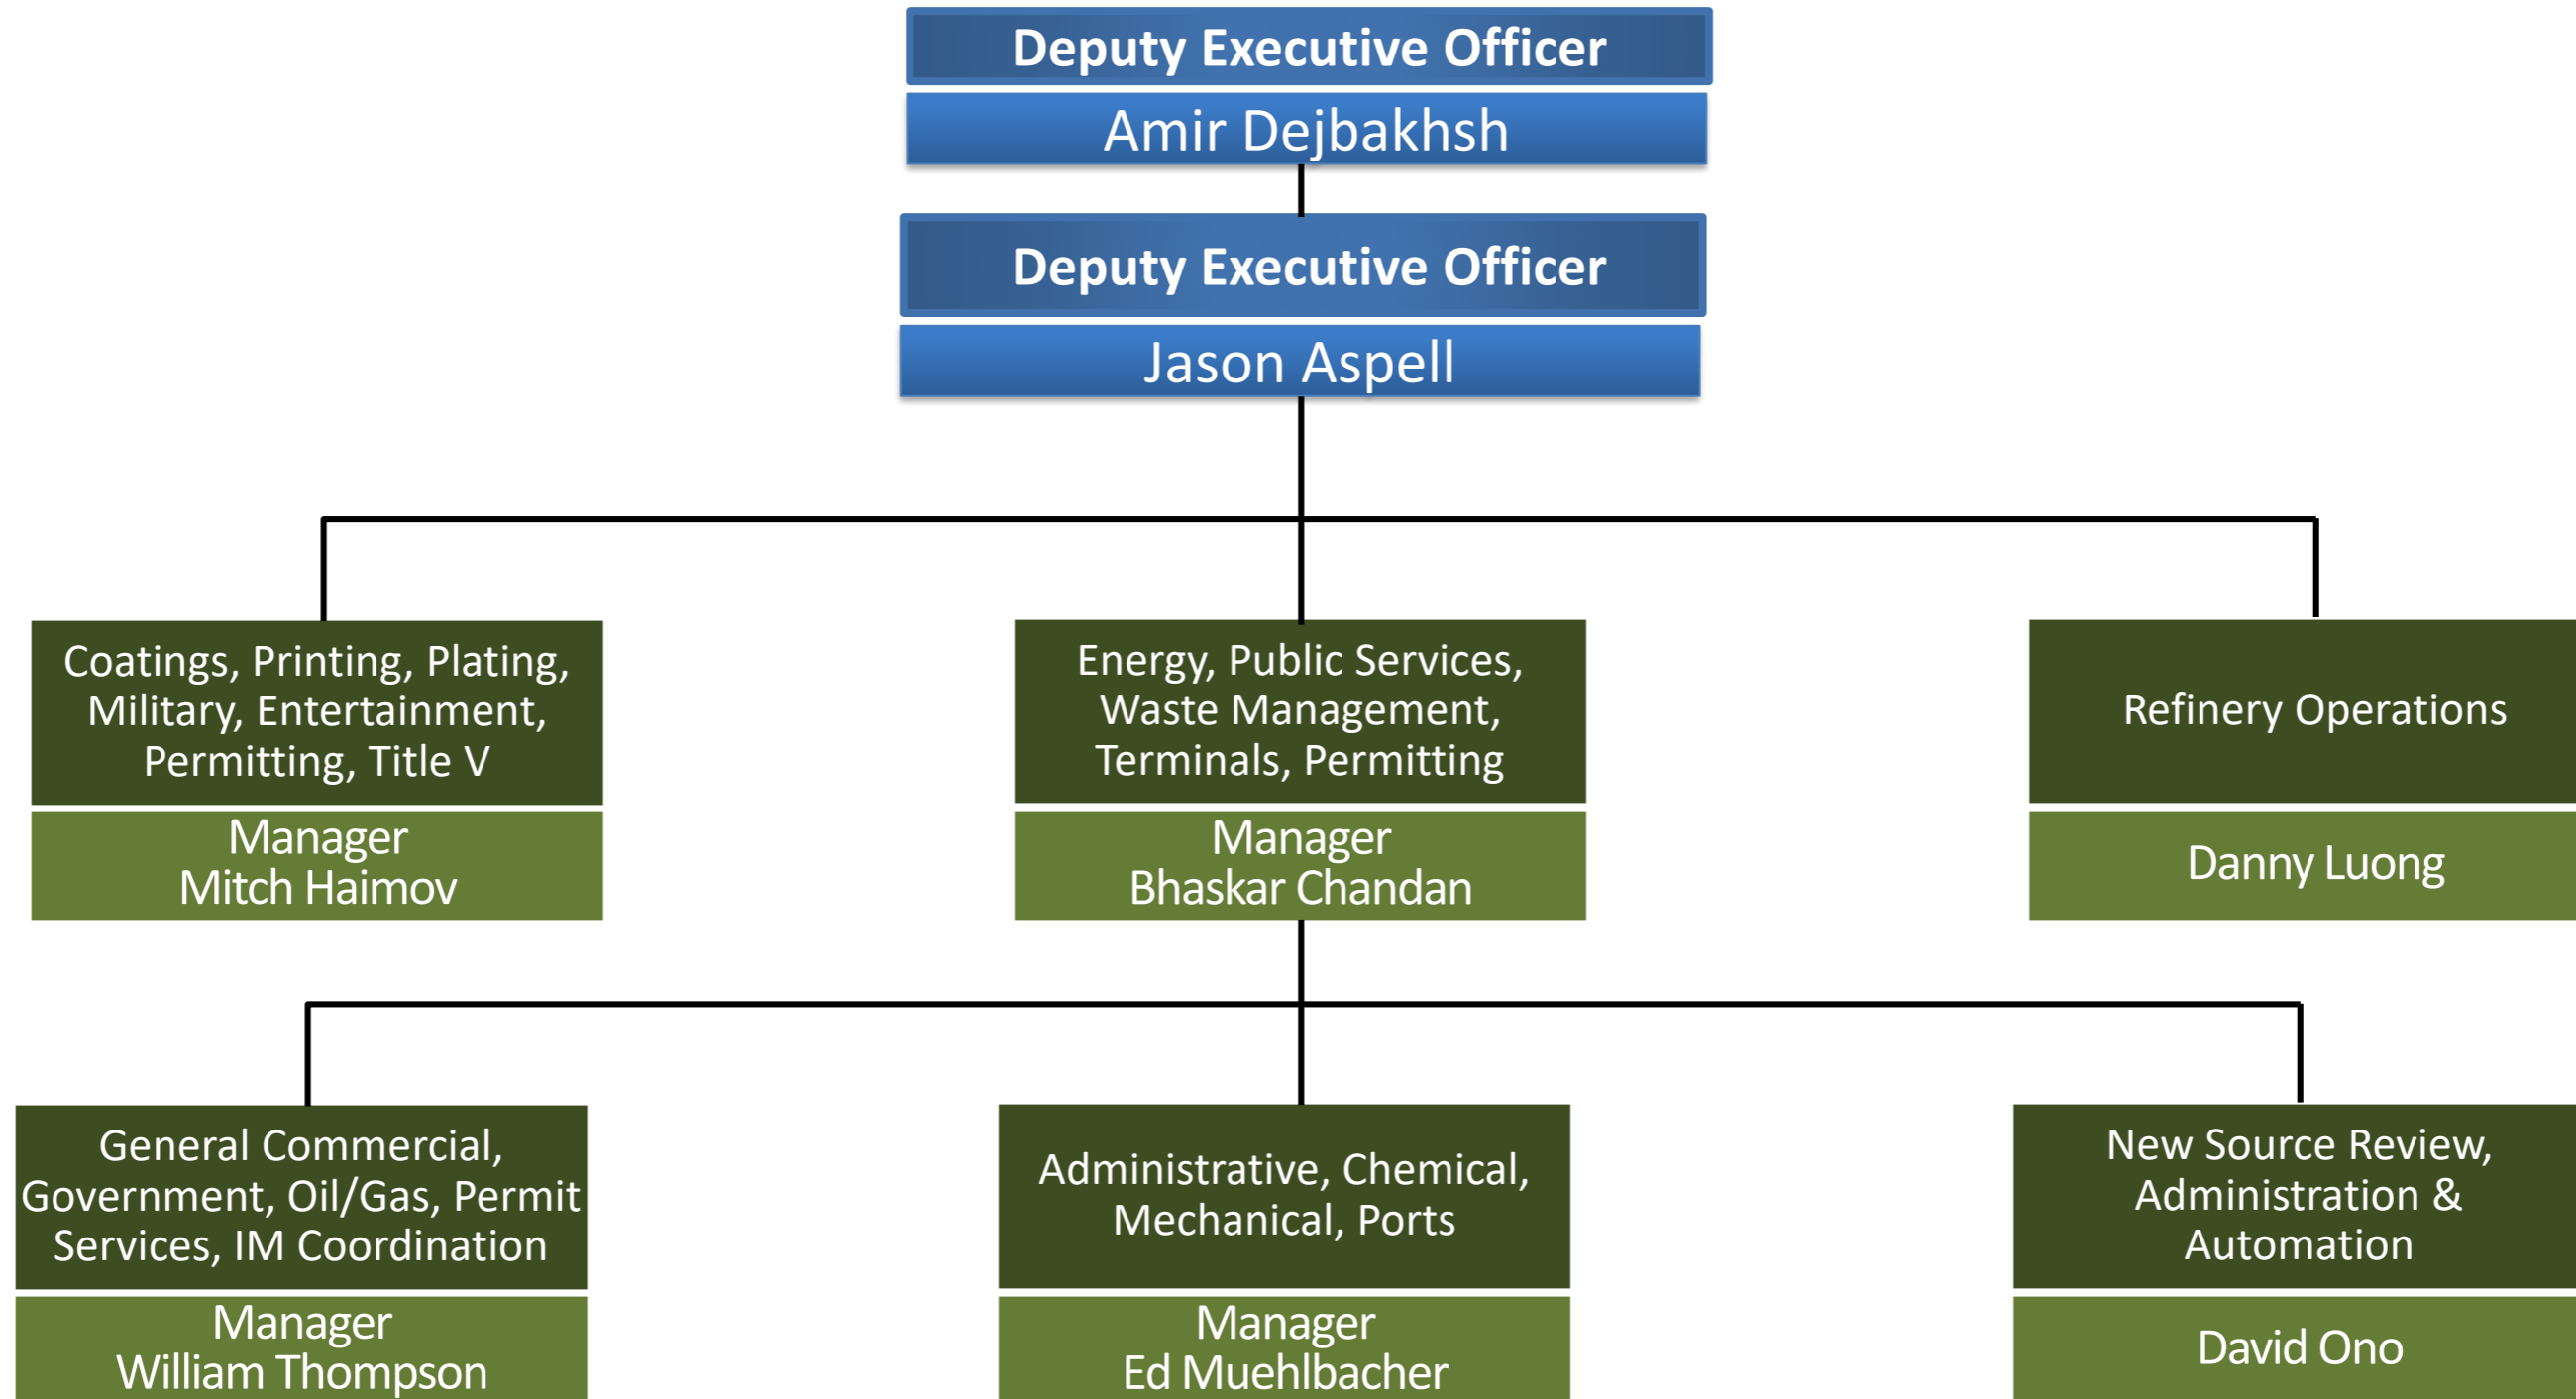 Deputy Executive Officer
Amir Dejbakhsh
Deputy Executive Officer
Jason Aspell
Coatings, Printing, Plating,
Military, Entertainment,
Permitting, Title V
Manager
Mitch Haimov
Energy, Public Services,
Waste Management,
Terminals, Permitting
Manager
Bhaskar Chandan
Refinery Operations
Danny Luong
General Commercial,
Government, Oil/Gas, Permit
Services, IM Coordination
Manager
William Thompson
Administrative, Chemical,
Mechanical, Ports
Manager
Ed Muehlbacher
New Source Review,
Administration &
Automation
David Ono